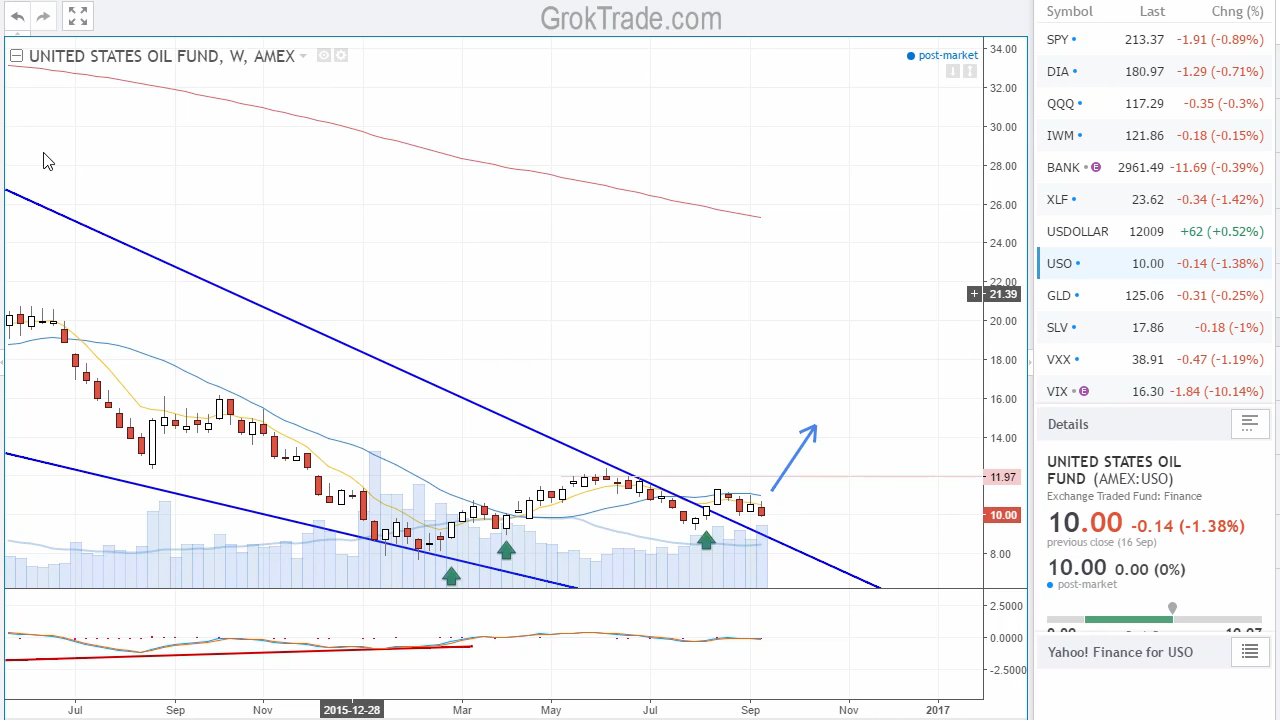 GrokTrade.com
UNITED STATES OIL FUND, W, AMEX
post-market
34.00
32.00
30.00
28.00
26.00
24.00
22.00
+ 21.39
20.00
18.00
16.00
14.00
11.97
10.00
8.00
2.5000
0.0000
-2.5000
Jul Sep Nov 2015-12-28 Mar May Jul Sep Nov 2017
Symbol Last Chng (%)
SPY 213.37 -1.91 (-0.89%)
DIA 180.97 -1.29 (-0.71%)
QQQ 117.29 -0.35 (-0.3%)
IWM 121.86 -0.18 (-0.15%)
BANK E 2961.49 -11.69 (-0.39%)
XLF 23.62 -0.34 (-1.42%)
USDOLLAR 12009 +62 (+0.52%)
USO 10.00 -0.14 (-1.38%)
GLD 125.06 -0.31 (-0.25%)
SLV 17.86 -0.18 (-1%)
VXX 38.91 -0.47 (-1.19%)
VIX E 16.30 -1.84 (-10.14%)
Details
UNITED STATES OIL
FUND (AMEX:USO)
Exchange Traded Fund: Finance
10.00 -0.14 (-1.38%)
previous close (16 Sep)
10.00 0.00 (0%)
post-market
Yahoo! Finance for USO